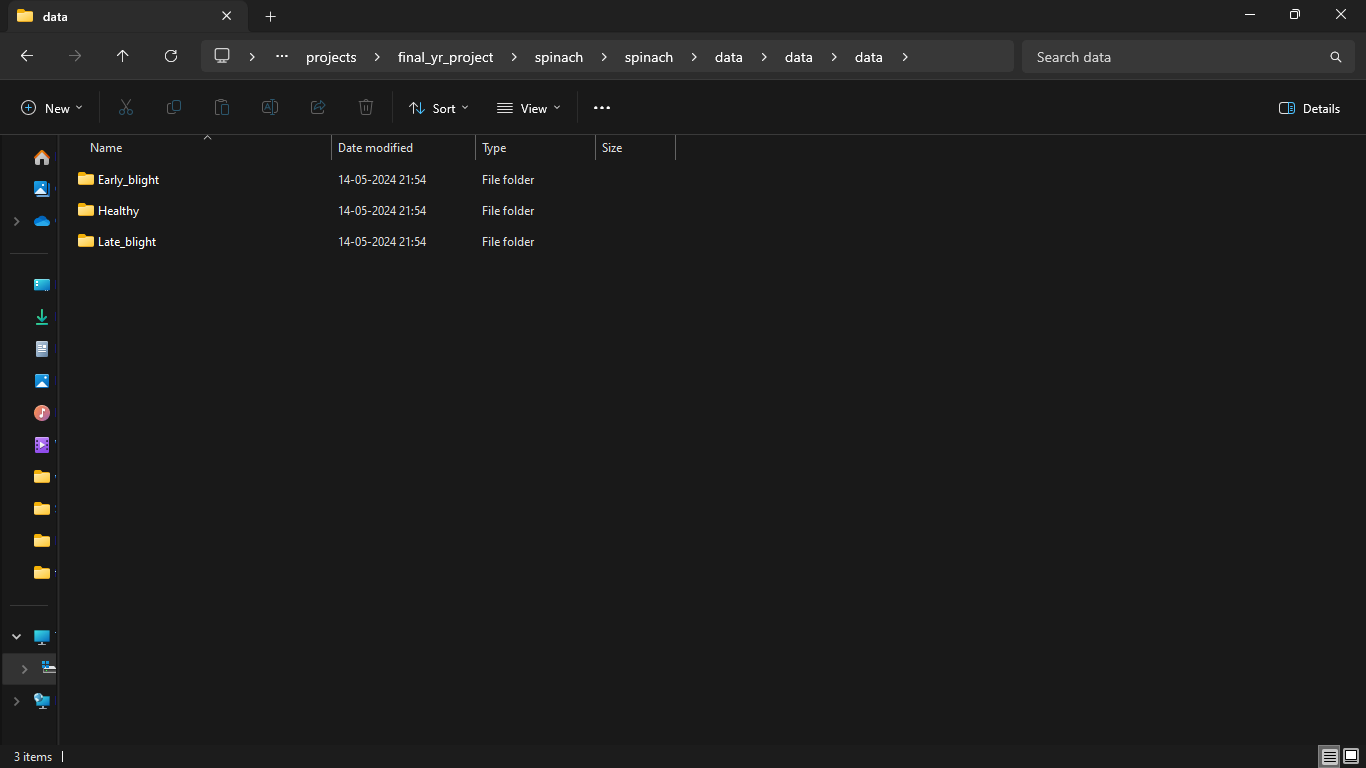 data
projects final_yr_project spinach spinach data data data
Search data
New Sort View Details
Name Date modified Type Size
Early_blight 14-05-2024 21:54 File folder
Healthy 14-05-2024 21:54 File folder
Late_blight 14-05-2024 21:54 File folder
3 items